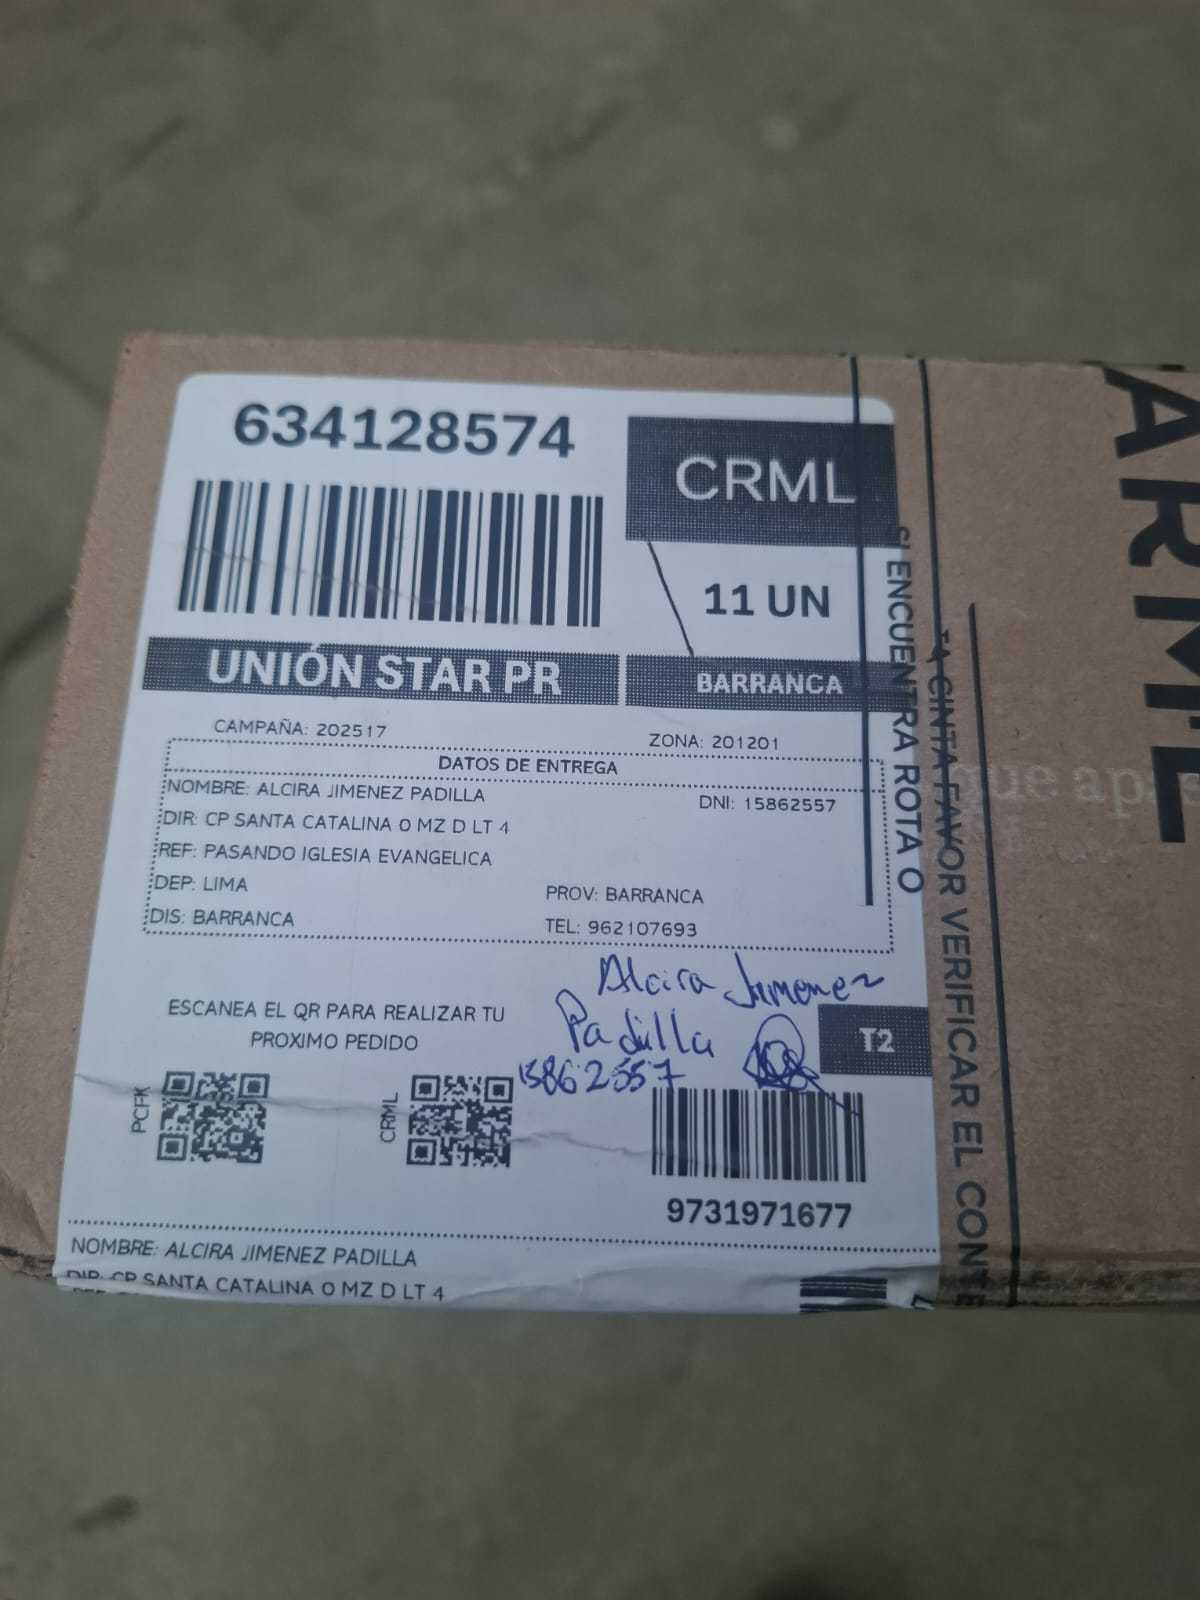 634128574
CRML
11 UN
UNIÓN STAR PR
BARRANCA
CAMPAÑA: 202517
ZONA: 201201
DATOS DE ENTREGA
NOMBRE: ALCIRA JIMENEZ PADILLA
DNI: 15862557
DIR: CP SANTA CATALINA O MZ D LT 4
REF: PASANDO IGLESIA EVANGELICA
DEP: LIMA
PROV: BARRANCA
DIS: BARRANCA
TEL: 962107693
Alcira Jimenez
Padilla
15862557
ESCANEA EL QR PARA REALIZAR TU
PROXIMO PEDIDO
T2
PCFK
CRML
9731971677
NOMBRE: ALCIRA JIMENEZ PADILLA
DIR: CP SANTA CATALINA O MZ D LT 4
SI ENCUENTRA ROTA O
LA CINTA FAVOR VERIFICAR EL CONTE
ARML